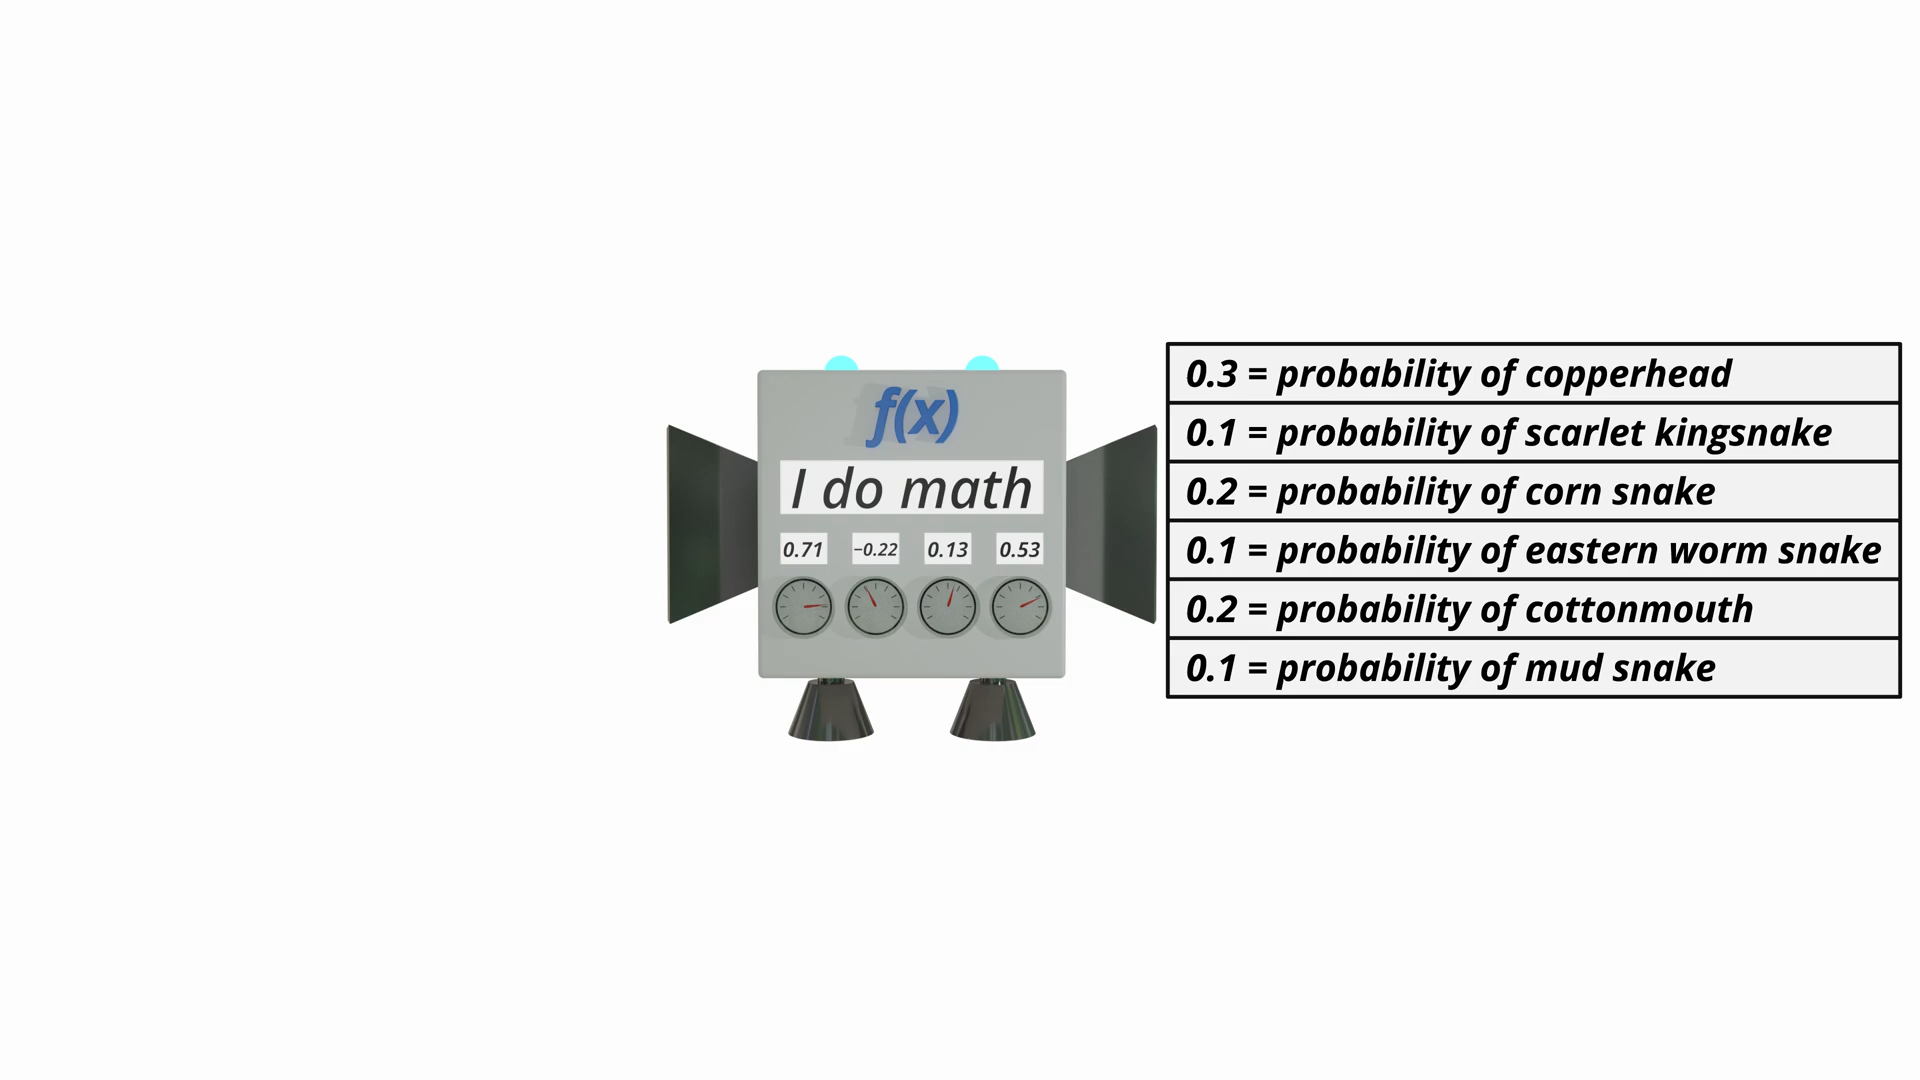 f(x)
I do math
0.71 −0.22 0.13 0.53
0.3 = probability of copperhead
0.1 = probability of scarlet kingsnake
0.2 = probability of corn snake
0.1 = probability of eastern worm snake
0.2 = probability of cottonmouth
0.1 = probability of mud snake